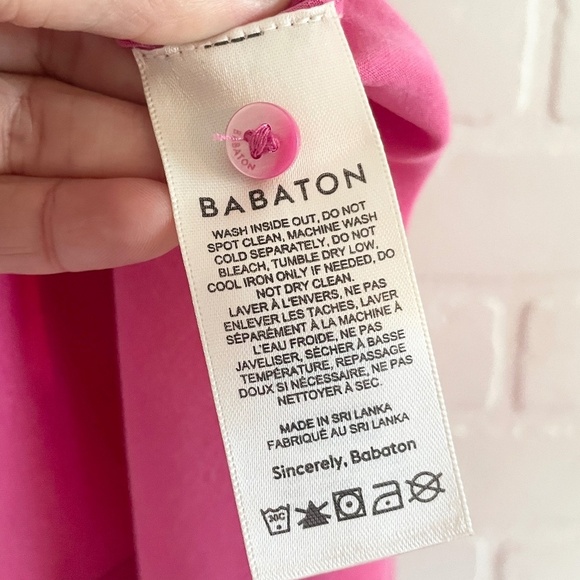 BABATON
BABATON
WASH INSIDE OUT, DO NOT
SPOT CLEAN, MACHINE WASH
COLD SEPARATELY, DO NOT
BLEACH, TUMBLE DRY LOW.
COOL IRON ONLY IF NEEDED, DO
NOT DRY CLEAN.
LAVER À L'ENVERS, NE PAS
ENLEVER LES TACHES, LAVER
SÉPARÉMENT À LA MACHINE À
L'EAU FROIDE, NE PAS
JAVELISER, SÉCHER À BASSE
TEMPÉRATURE, REPASSAGE
DOUX SI NÉCESSAIRE, NE PAS
NETTOYER À SEC.
MADE IN SRI LANKA
FABRIQUÉ AU SRI LANKA
Sincerely, Babaton
30C